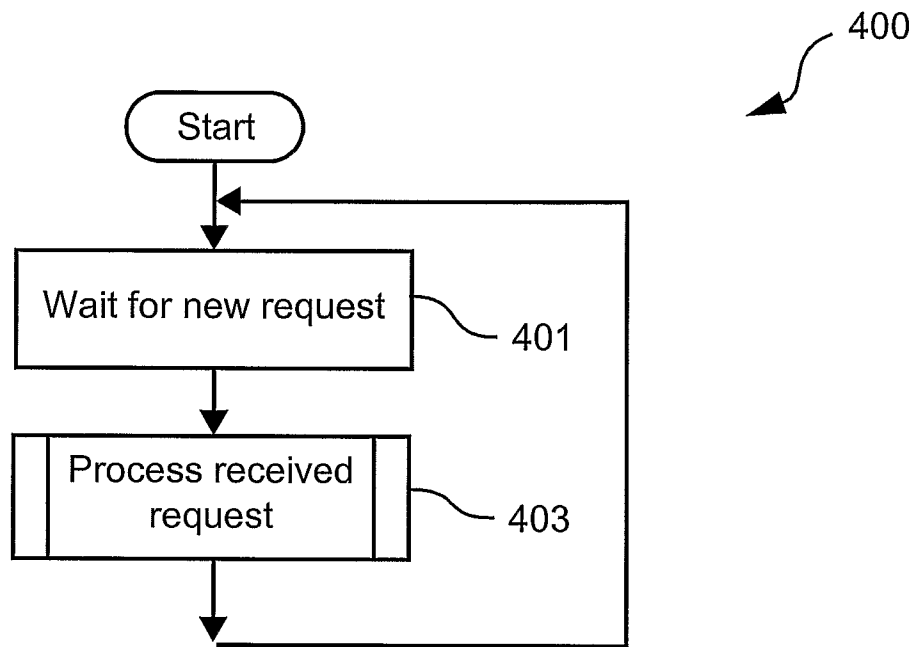 400
Start
Wait for new request
401
Process received
request
403